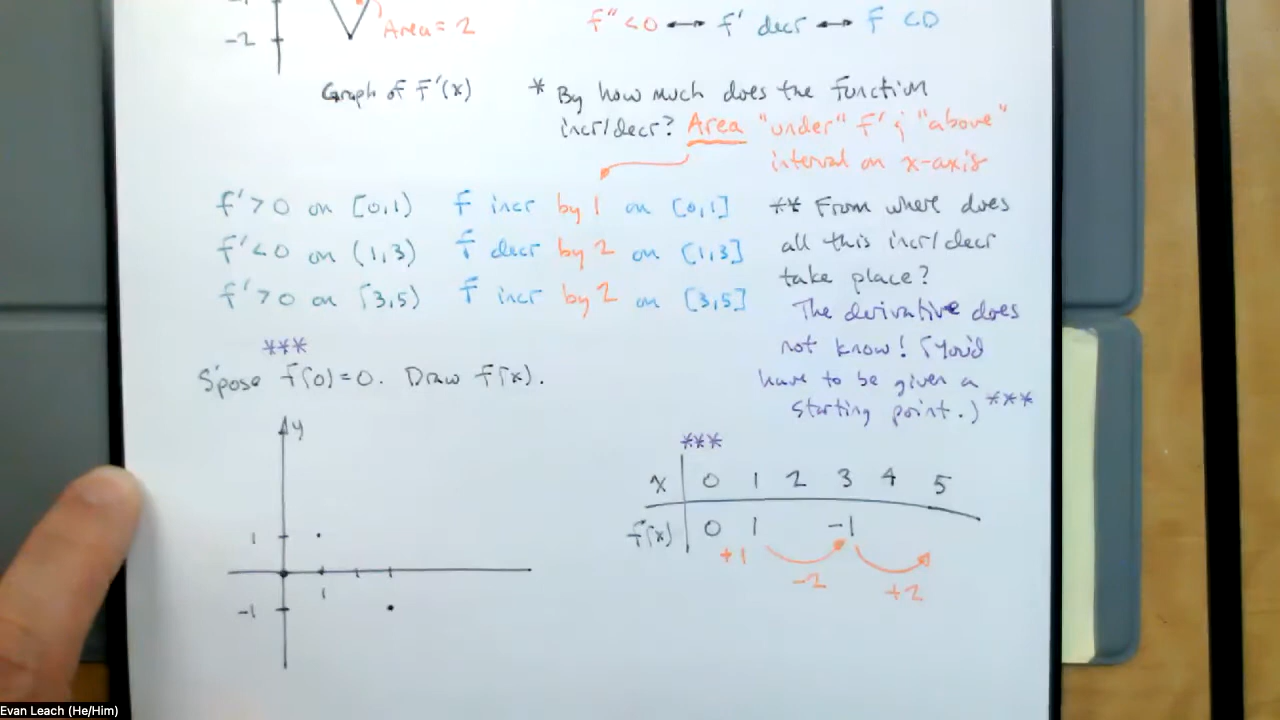 -2
Area = 2
f" <0 ⟷ f' decr ⟷ f CD
Graph of f'(x)
* By how much does the function
incr/decr? Area "under" f' & "above"
interval on x-axis
f' > 0 on [0,1) f incr by 1 on [0,1]
f' < 0 on (1,3) f decr by 2 on [1,3]
f' > 0 on (3,5) f incr by 2 on [3,5]
** From where does
all this incr/decr
take place?
The derivative does
not know! (You'd
have to be given a
starting point.) ***
***
S'pose f(0)=0. Draw f(x).
y
1
1
-1
***
x 0 1 2 3 4 5
f(x) 0 1 -1
+1 -2 +2
Evan Leach (He/Him)